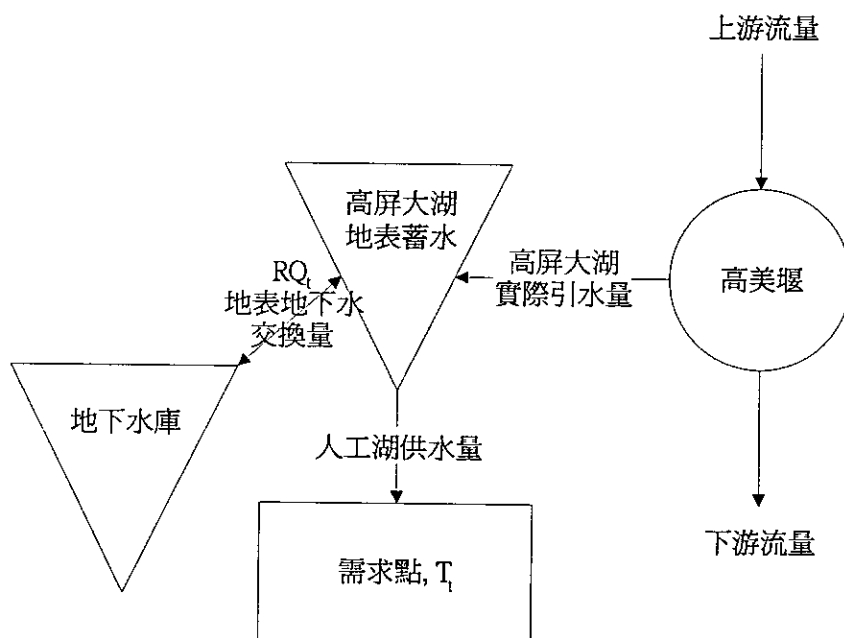 上游流量
高屏大湖
地表蓄水
RQt
地表地下水
交換量
高屏大湖
實際引水量
高美堰
地下水庫
人工湖供水量
需求點, Tt
下游流量